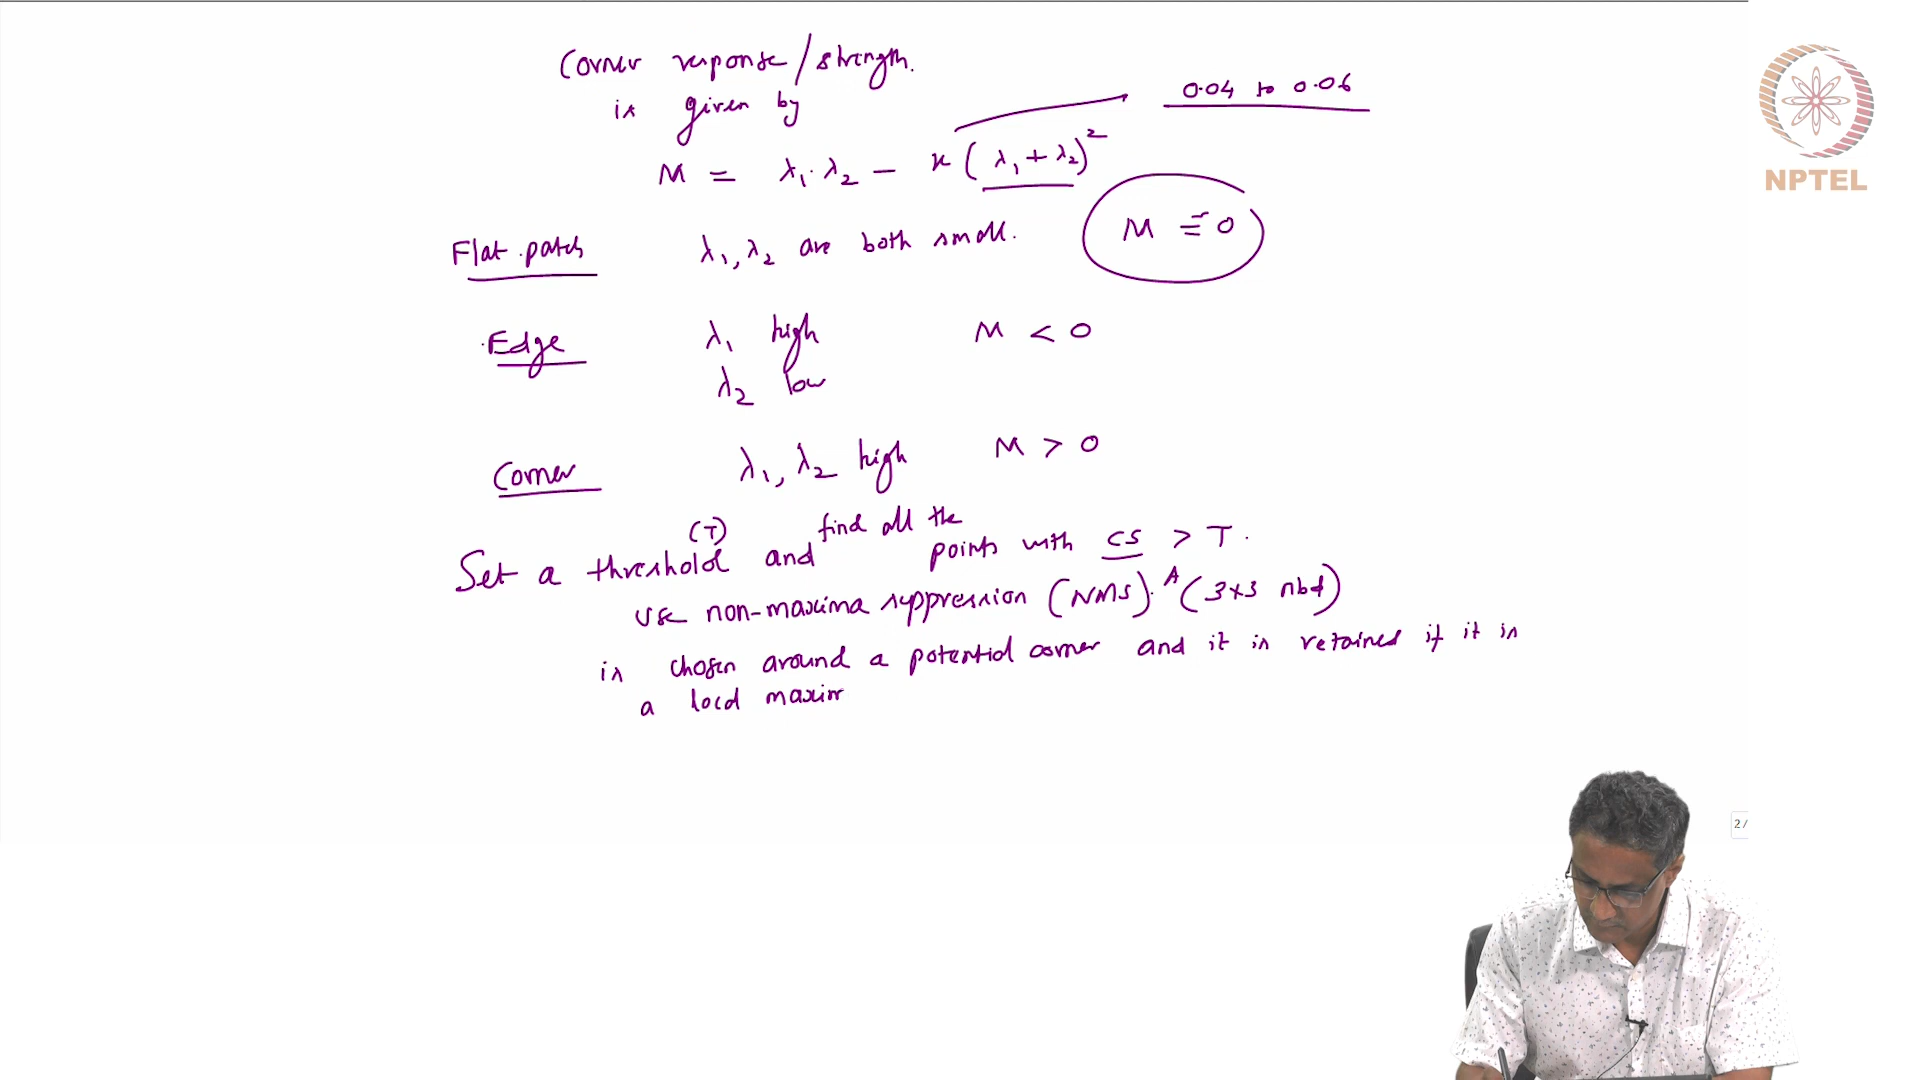 Corner response/strength.
is given by
0.04 to 0.06
M = λ₁.λ₂ - κ(λ₁+λ₂)²
Flat patch λ₁,λ₂ are both small. M ≃ 0
Edge λ₁ high M < 0
λ₂ low
Corner λ₁, λ₂ high M > 0
Set a threshold (T) and find all the points with CS > T.
use non-maxima suppression (NMS). A (3x3 nbd)
is chosen around a potential corner and it is retained if it is
a local maxim
NPTEL
2/